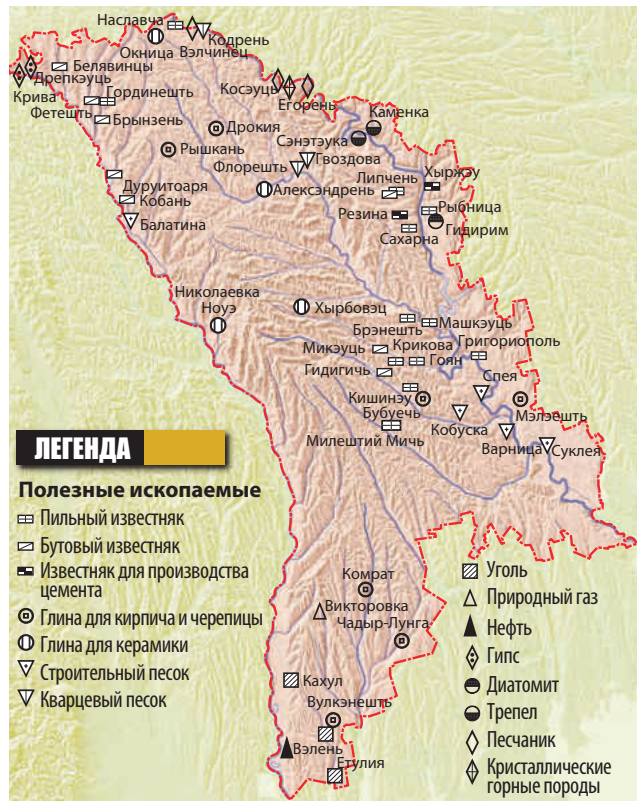 Наславча
Кодрень
Окница
Вэлчинец
Белявинцы
Дрепкэуць
Крива
Гординешть
Фетешть
Брынзень
Косэуць
Егорень
Каменка
Дрокия
Сэнэтэука
Рышкань
Гвоздова
Флорешть
Липчень
Хыржэу
Дуруитоаря
Александрень
Кобань
Резина
Рыбница
Балатина
Сахарна
Гидирим
Николаевка
Ноуэ
Хырбовэц
Брэнешть
Машкэуць
Микэуць
Крикова
Григориополь
Гидигичь
Гоян
Спея
Кишинэу
Бубуечь
Мэлэешть
Кобуска
Милештий Мичь
Варница
Суклея
ЛЕГЕНДА
Полезные ископаемые
Пильный известняк
Бутовый известняк
Известняк для производства
цемента
Глина для кирпича и черепицы
Глина для керамики
Строительный песок
Кварцевый песок
Комрат
Викторовка
Чадыр-Лунга
Кахул
Вулкэнешть
Вэлень
Етулия
Уголь
Природный газ
Нефть
Гипс
Диатомит
Трепел
Песчаник
Кристаллические
горные породы